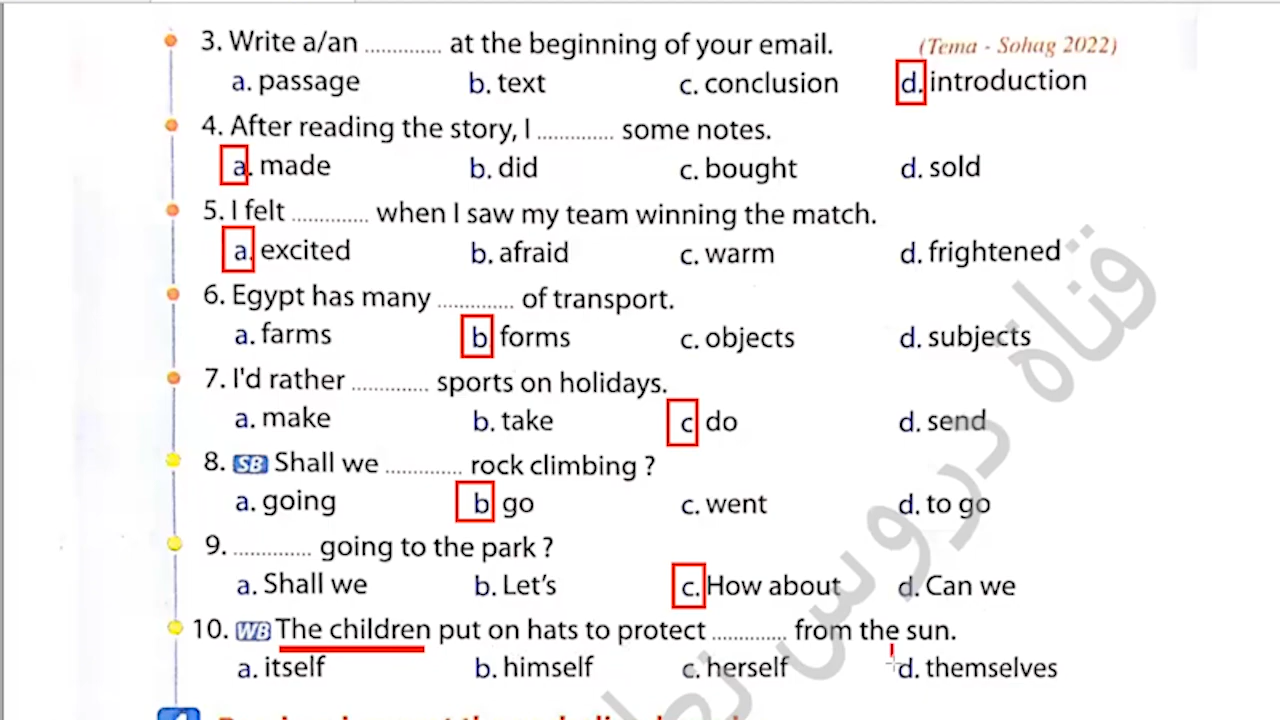 3. Write a/an ............. at the beginning of your email. (Tema - Sohag 2022)
a. passage b. text c. conclusion d. introduction
4. After reading the story, I ............. some notes.
a. made b. did c. bought d. sold
5. I felt ............. when I saw my team winning the match.
a. excited b. afraid c. warm d. frightened
6. Egypt has many ............. of transport.
a. farms b. forms c. objects d. subjects
7. I'd rather ............. sports on holidays.
a. make b. take c. do d. send
8. SB Shall we ............. rock climbing ?
a. going b. go c. went d. to go
9. ............. going to the park ?
a. Shall we b. Let's c. How about d. Can we
10. WB The children put on hats to protect ............. from the sun.
a. itself b. himself c. herself d. themselves
قناة دروس